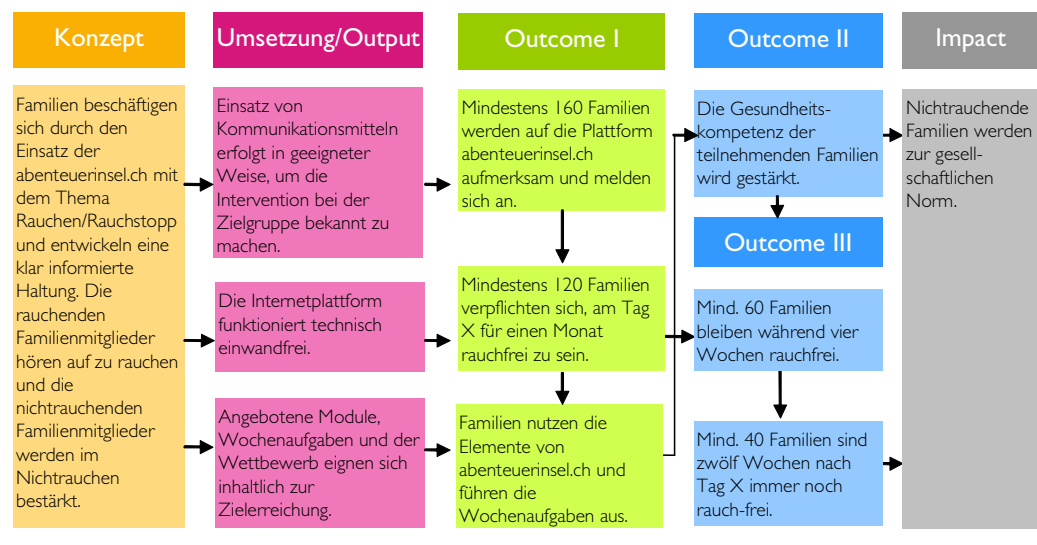 Konzept
Familien beschäftigen
sich durch den
Einsatz der
abenteuerinsel.ch mit
dem Thema
Rauchen/Rauchstopp
und entwickeln eine
klar informierte
Haltung. Die
rauchenden
Familienmitglieder
hören auf zu rauchen
und die
nichtrauchenden
Familienmitglieder
werden im
Nichtrauchen
bestärkt.
Umsetzung/Output
Einsatz von
Kommunikationsmitteln
erfolgt in geeigneter
Weise, um die
Intervention bei der
Zielgruppe bekannt zu
machen.
Die Internetplattform
funktioniert technisch
einwandfrei.
Angebotene Module,
Wochenaufgaben und der
Wettbewerb eignen sich
inhaltlich zur
Zielerreichung.
Outcome I
Mindestens 160 Familien
werden auf die Plattform
abenteuerinsel.ch
aufmerksam und melden
sich an.
Mindestens 120 Familien
verpflichten sich, am Tag
X für einen Monat
rauchfrei zu sein.
Familien nutzen die
Elemente von
abenteuerinsel.ch und
führen die
Wochenaufgaben aus.
Outcome II
Die Gesundheits-
kompetenz der
teilnehmenden Familien
wird gestärkt.
Outcome III
Mind. 60 Familien
bleiben während vier
Wochen rauchfrei.
Mind. 40 Familien sind
zwölf Wochen nach
Tag X immer noch
rauch-frei.
Impact
Nichtrauchende
Familien werden
zur gesell-
schaftlichen
Norm.